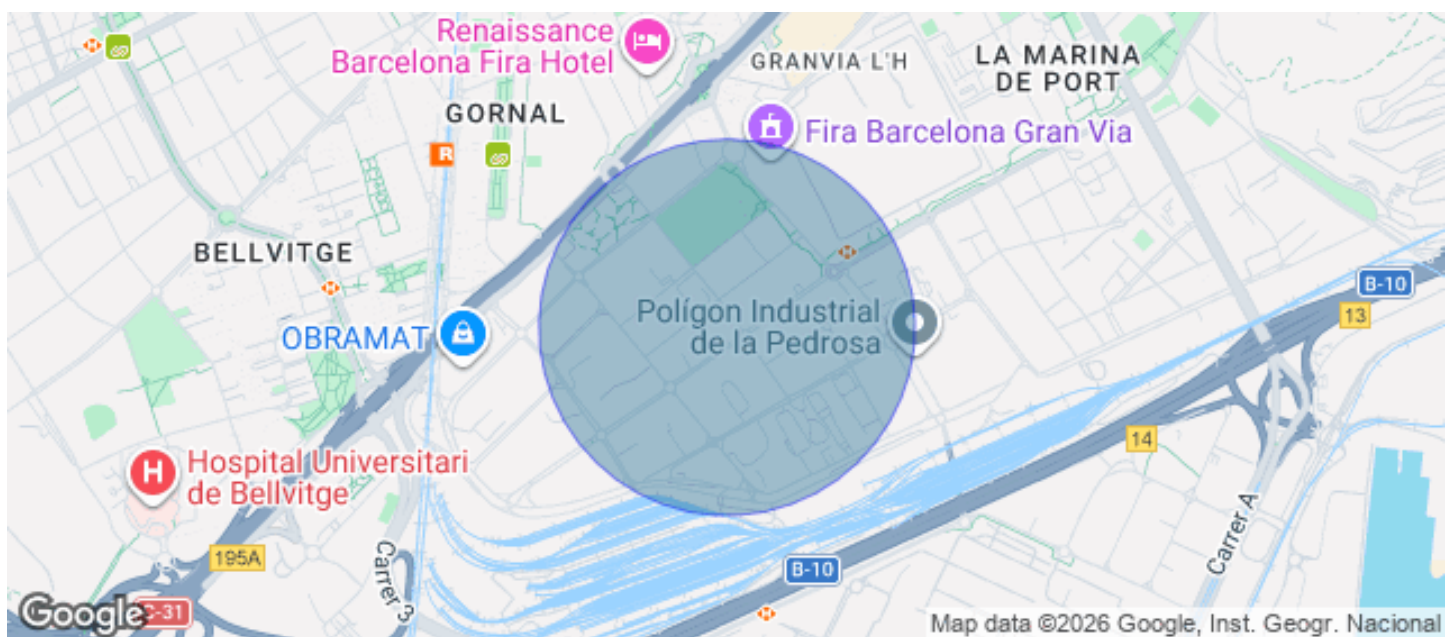 Renaissance
Barcelona Fira Hotel
GRANVIA L'H
LA MARINA
DE PORT
GORNAL
Fira Barcelona Gran Via
R
BELLVITGE
B-10
13
Polígon Industrial
de la Pedrosa
OBRAMAT
14
H
Hospital Universitari
de Bellvitge
Carrer A
195A
Carrer 3
B-10
Google
C-31
Map data ©2026 Google, Inst. Geogr. Nacional